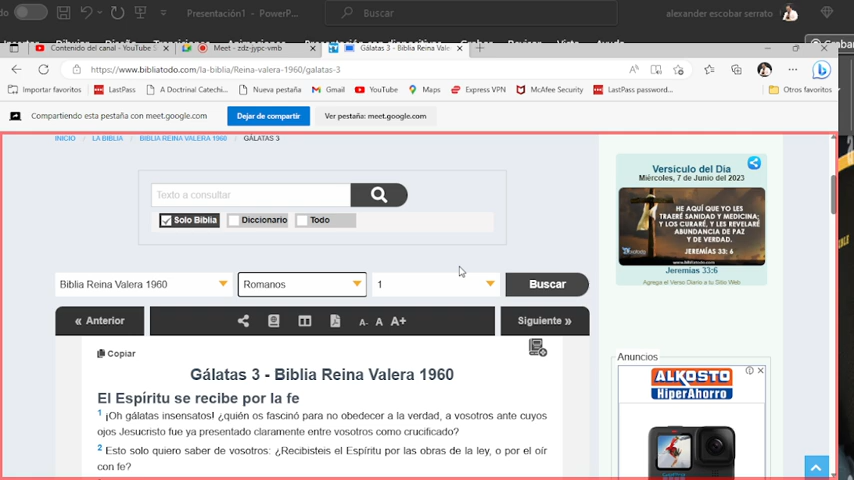 Presentación1 - PowerP...
Buscar
alexander escobar serrato
Contenido del canal - YouTube
Meet - zdz-jypc-vmb
Gálatas 3 - Biblia Reina Valera
https://www.bibliatodo.com/la-biblia/Reina-valera-1960/galatas-3
Importar favoritos
LastPass
A Doctrinal Catechi...
Nueva pestaña
Gmail
YouTube
Maps
Express VPN
McAfee Security
LastPass password...
Otros favoritos
Compartiendo esta pestaña con meet.google.com
Dejar de compartir
Ver pestaña: meet.google.com
INICIO
LA BIBLIA
BIBLIA REINA VALERA 1960
GÁLATAS 3
Texto a consultar
Solo Biblia
Diccionario
Todo
Biblia Reina Valera 1960
Romanos
1
Buscar
« Anterior
A-
A
A+
Siguiente »
Copiar
Gálatas 3 - Biblia Reina Valera 1960
El Espíritu se recibe por la fe
1 ¡Oh gálatas insensatos! ¿quién os fascinó para no obedecer a la verdad, a vosotros ante cuyos
ojos Jesucristo fue ya presentado claramente entre vosotros como crucificado?
2 Esto solo quiero saber de vosotros: ¿Recibisteis el Espíritu por las obras de la ley, o por el oír
con fe?
Versículo del Dia
Miércoles, 7 de Junio del 2023
HE AQUÍ QUE YO LES
TRAERÉ SANIDAD Y MEDICINA;
Y LOS CURARÉ, Y LES REVELARÉ
ABUNDANCIA DE PAZ
Y DE VERDAD.
JEREMÍAS 33: 6
Jeremías 33:6
Agrega el Verso Diario a tu Sitio Web
Anuncios
ALKOSTO
HiperAhorro